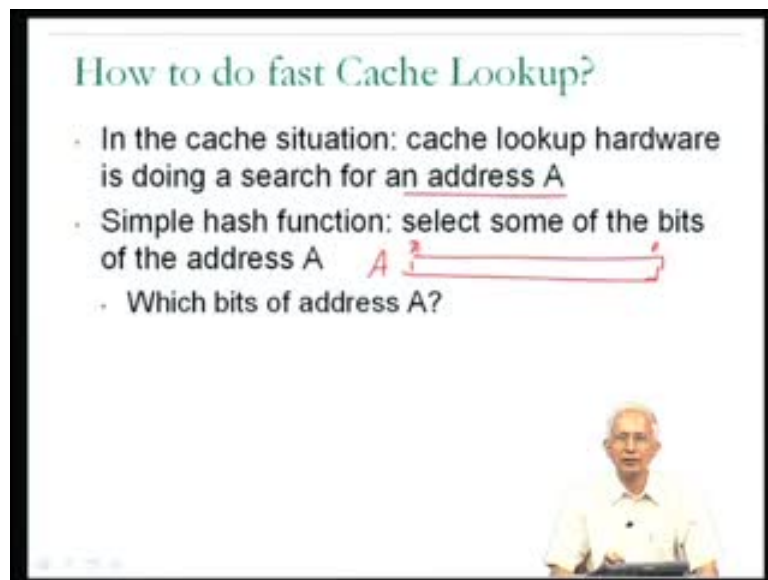 How to do fast Cache Lookup?
· In the cache situation: cache lookup hardware
is doing a search for an address A
· Simple hash function: select some of the bits
of the address A A
· Which bits of address A?